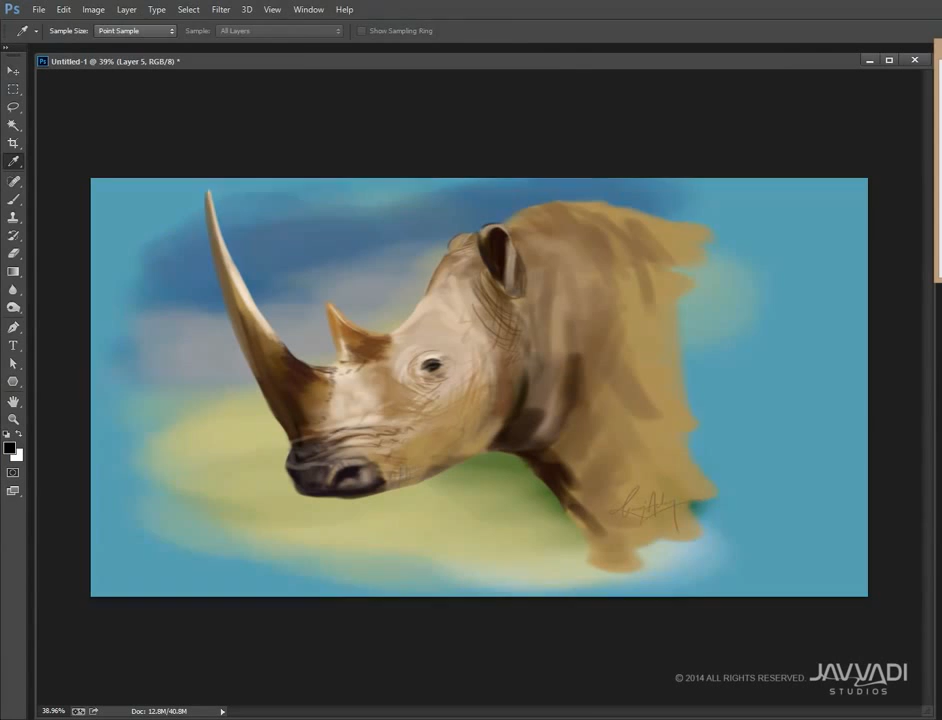 Ps File Edit Image Layer Type Select Filter 3D View Window Help
Sample Size: Point Sample Sample: All Layers Show Sampling Ring
Ps Untitled-1 @ 39% (Layer 5, RGB/8) *
T
© 2014 ALL RIGHTS RESERVED. JAVVADI
STUDIOS
38.96% Doc: 12.8M/40.8M